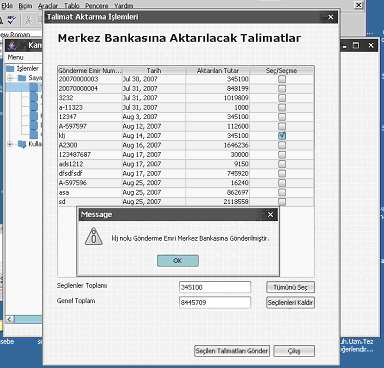 Ekle Biçim Araçlar Tablo Pencere Yardım
Talimat Aktarma İşlemleri
ew Roman
Merkez Bankasına Aktarılacak Talimatlar
Menu
İşlemler
Gönderme Emir Num... Tarih Aktarılan Tutar Seç/Seçme
20070000003 Jul 30, 2007 345100
20070000004 Jul 31, 2007 848199
3232 Jul 31, 2007 1019809
a-11323 Jul 31, 2007 1000
12347 Aug 3, 2007 345100
A-597597 Aug 12, 2007 112600
klj Aug 14, 2007 345100
A2300 Aug 16, 2007 1646236
123487687 Aug 17, 2007 30000
ads1212 Aug 17, 2007 9150
dfsdfsdf Aug 17, 2007 745920
A-597596 Aug 25, 2007 16240
asa Aug 25, 2007 862697
sd Aug 25, 2007 2118558
Message
klj nolu Gönderme Emri Merkez Bankasına Gönderilmiştir.
OK
Seçilenler Toplamı 345100 Tümünü Seç
Genel Toplam 8445709 Seçilenleri Kaldır
Seçilen Talimatları Gönder Çıkış
sebe
uh.Uzm.Tez
eğerlendir...